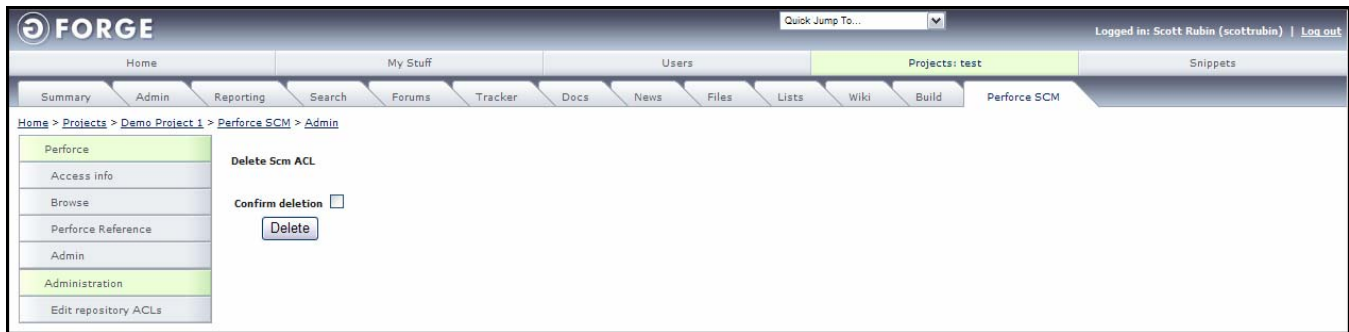 FORGE
Quick Jump To...
Logged in: Scott Rubin (scottrubin) | Log out
Home My Stuff Users Projects: test Snippets
Summary Admin Reporting Search Forums Tracker Docs News Files Lists Wiki Build Perforce SCM
Home > Projects > Demo Project 1 > Perforce SCM > Admin
Perforce
Access info
Browse
Perforce Reference
Admin
Administration
Edit repository ACLs
Delete Scm ACL
Confirm deletion
Delete